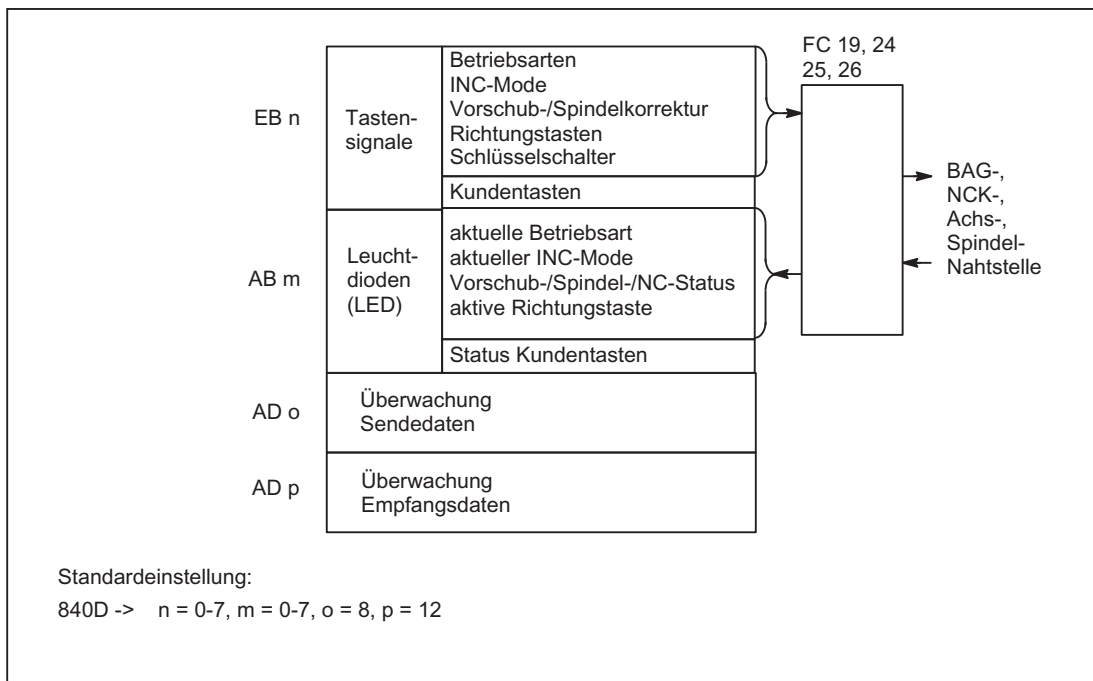 FC 19, 24
25, 26
EB n
Tasten-
signale
Betriebsarten
INC-Mode
Vorschub-/Spindelkorrektur
Richtungstasten
Schlüsselschalter
Kundentasten
AB m
Leucht-
dioden
(LED)
aktuelle Betriebsart
aktueller INC-Mode
Vorschub-/Spindel-/NC-Status
aktive Richtungstaste
Status Kundentasten
BAG-,
NCK-,
Achs-,
Spindel-
Nahtstelle
AD o
Überwachung
Sendedaten
AD p
Überwachung
Empfangsdaten
Standardeinstellung:
840D -> n = 0-7, m = 0-7, o = 8, p = 12